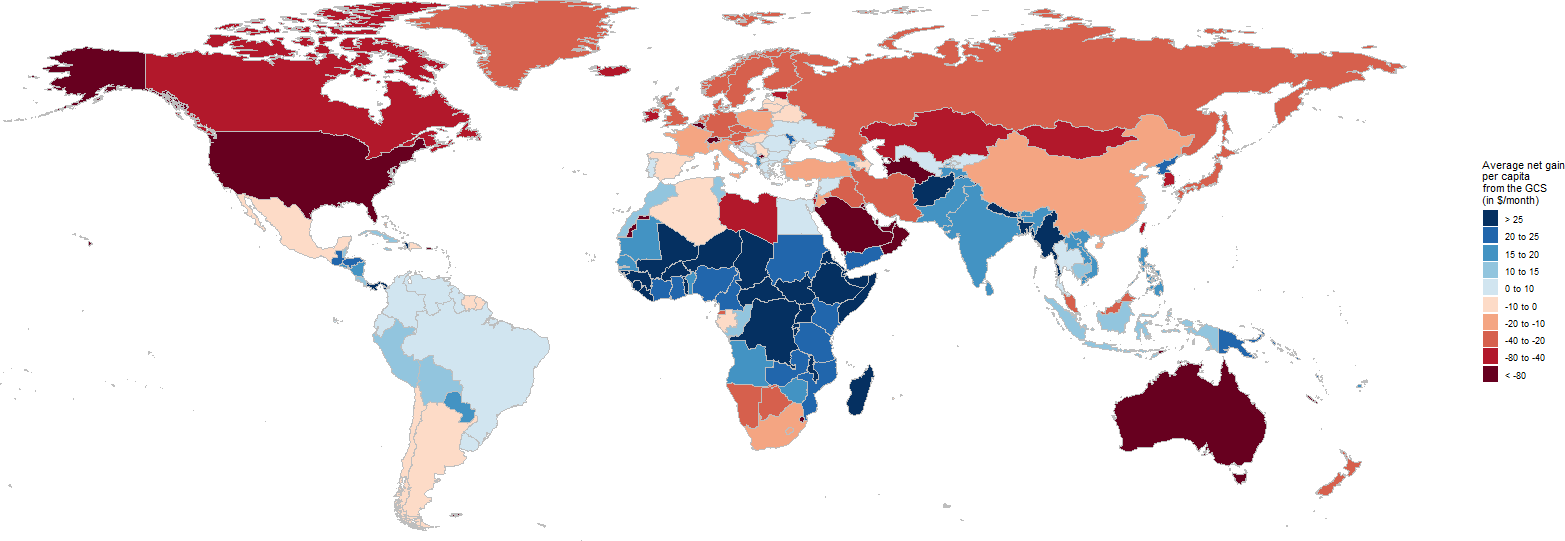 Average net gain
per capita
from the GCS
(in $/month)
> 25
20 to 25
15 to 20
10 to 15
0 to 10
-10 to 0
-20 to -10
-40 to -20
-80 to -40
< -80